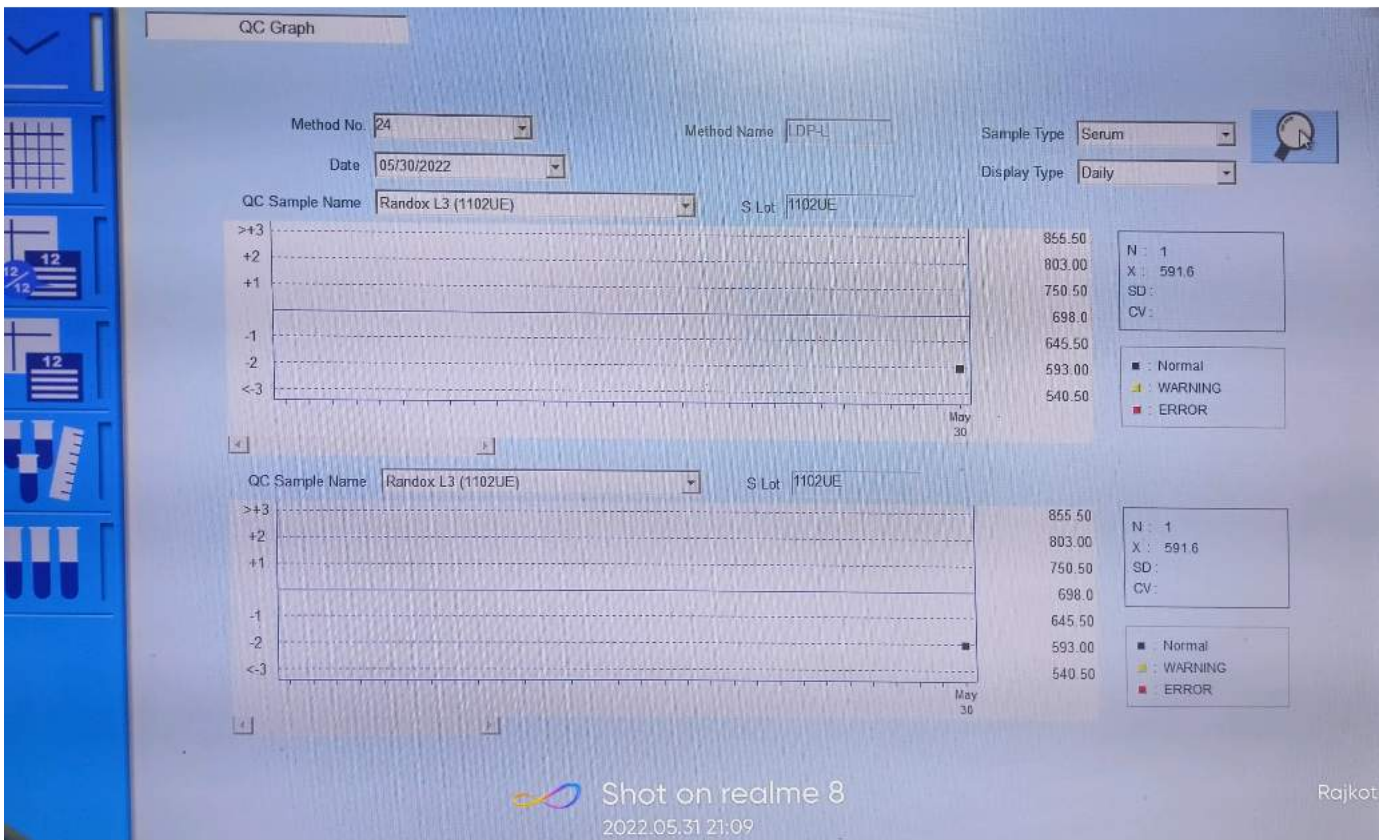 QC Graph
Method No. 24
Method Name LDP-L
Sample Type Serum
Date 05/30/2022
Display Type Daily
QC Sample Name Randox L3 (1102UE)
S Lot 1102UE
>+3 855.50
+2 803.00
+1 750.50
698.0
-1 645.50
-2 593.00
<-3 540.50
N : 1
X : 591.6
SD :
CV :
: Normal
: WARNING
: ERROR
May
30
QC Sample Name Randox L3 (1102UE)
S Lot 1102UE
>+3 855.50
+2 803.00
+1 750.50
698.0
-1 645.50
-2 593.00
<-3 540.50
N : 1
X : 591.6
SD :
CV :
Normal
: WARNING
: ERROR
May
30
12
12/12
12
Shot on realme 8
2022.05.31 21:09
Rajkot